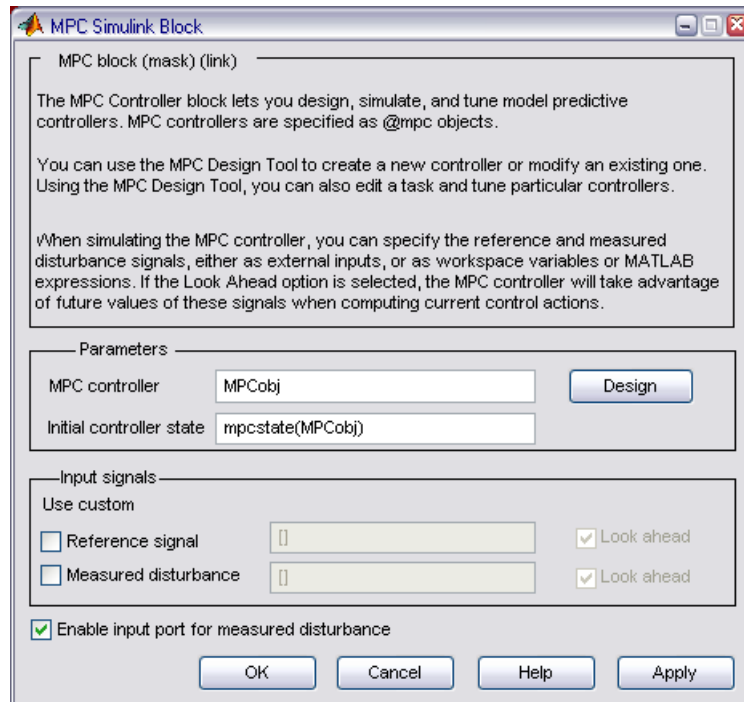 MPC Simulink Block
MPC block (mask) (link)
The MPC Controller block lets you design, simulate, and tune model predictive
controllers. MPC controllers are specified as @mpc objects.
You can use the MPC Design Tool to create a new controller or modify an existing one.
Using the MPC Design Tool, you can also edit a task and tune particular controllers.
When simulating the MPC controller, you can specify the reference and measured
disturbance signals, either as external inputs, or as workspace variables or MATLAB
expressions. If the Look Ahead option is selected, the MPC controller will take advantage
of future values of these signals when computing current control actions.
Parameters
MPC controller MPCobj Design
Initial controller state mpcstate(MPCobj)
Input signals
Use custom
Reference signal [] Look ahead
Measured disturbance [] Look ahead
Enable input port for measured disturbance
OK Cancel Help Apply